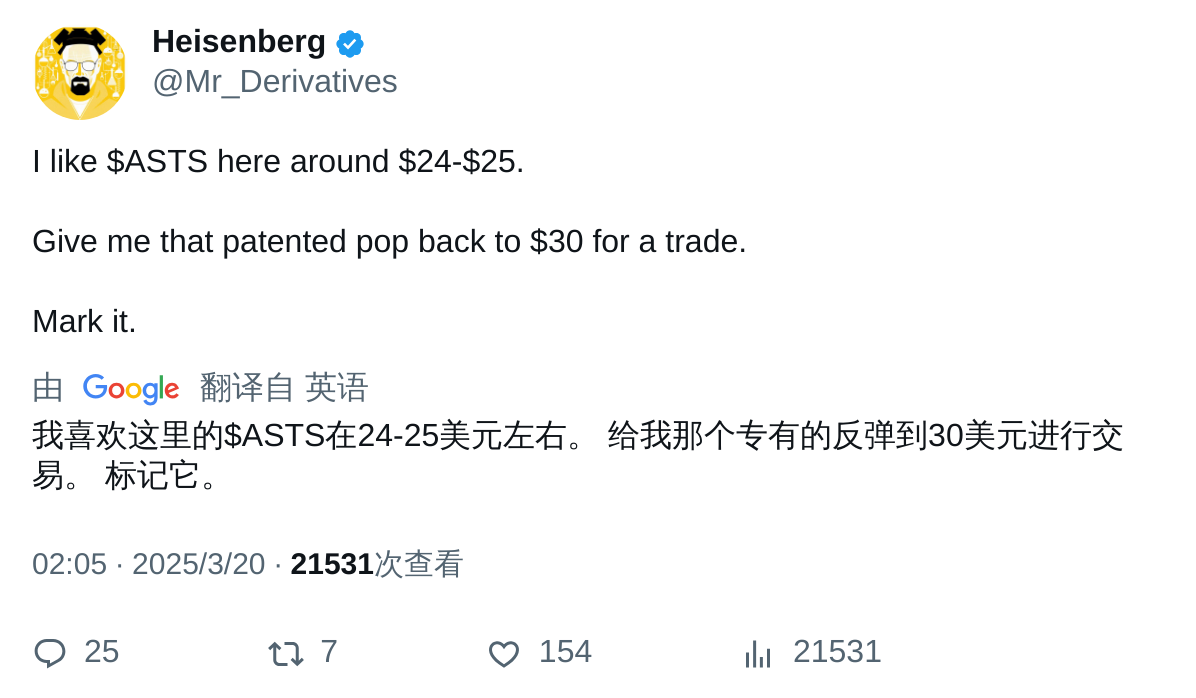 Heisenberg
@Mr_Derivatives
I like $ASTS here around $24-$25.
Give me that patented pop back to $30 for a trade.
Mark it.
由 Google 翻译自 英语
我喜欢这里的$ASTS在24-25美元左右。 给我那个专有的反弹到30美元进行交
易。 标记它。
02:05 · 2025/3/20 · 21531次查看
25 7 154 21531